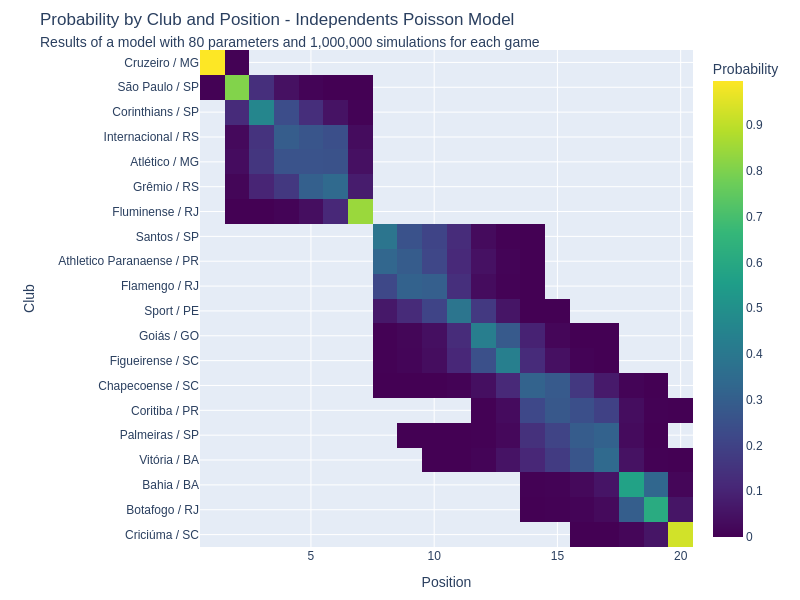 Probability by Club and Position - Independents Poisson Model
Results of a model with 80 parameters and 1,000,000 simulations for each game
Probability
Club
Cruzeiro / MG
São Paulo / SP
Corinthians / SP
Internacional / RS
Atlético / MG
Grêmio / RS
Fluminense / RJ
Santos / SP
Athletico Paranaense / PR
Flamengo / RJ
Sport / PE
Goiás / GO
Figueirense / SC
Chapecoense / SC
Coritiba / PR
Palmeiras / SP
Vitória / BA
Bahia / BA
Botafogo / RJ
Criciúma / SC
0.9
0.8
0.7
0.6
0.5
0.4
0.3
0.2
0.1
0
5 10 15 20
Position